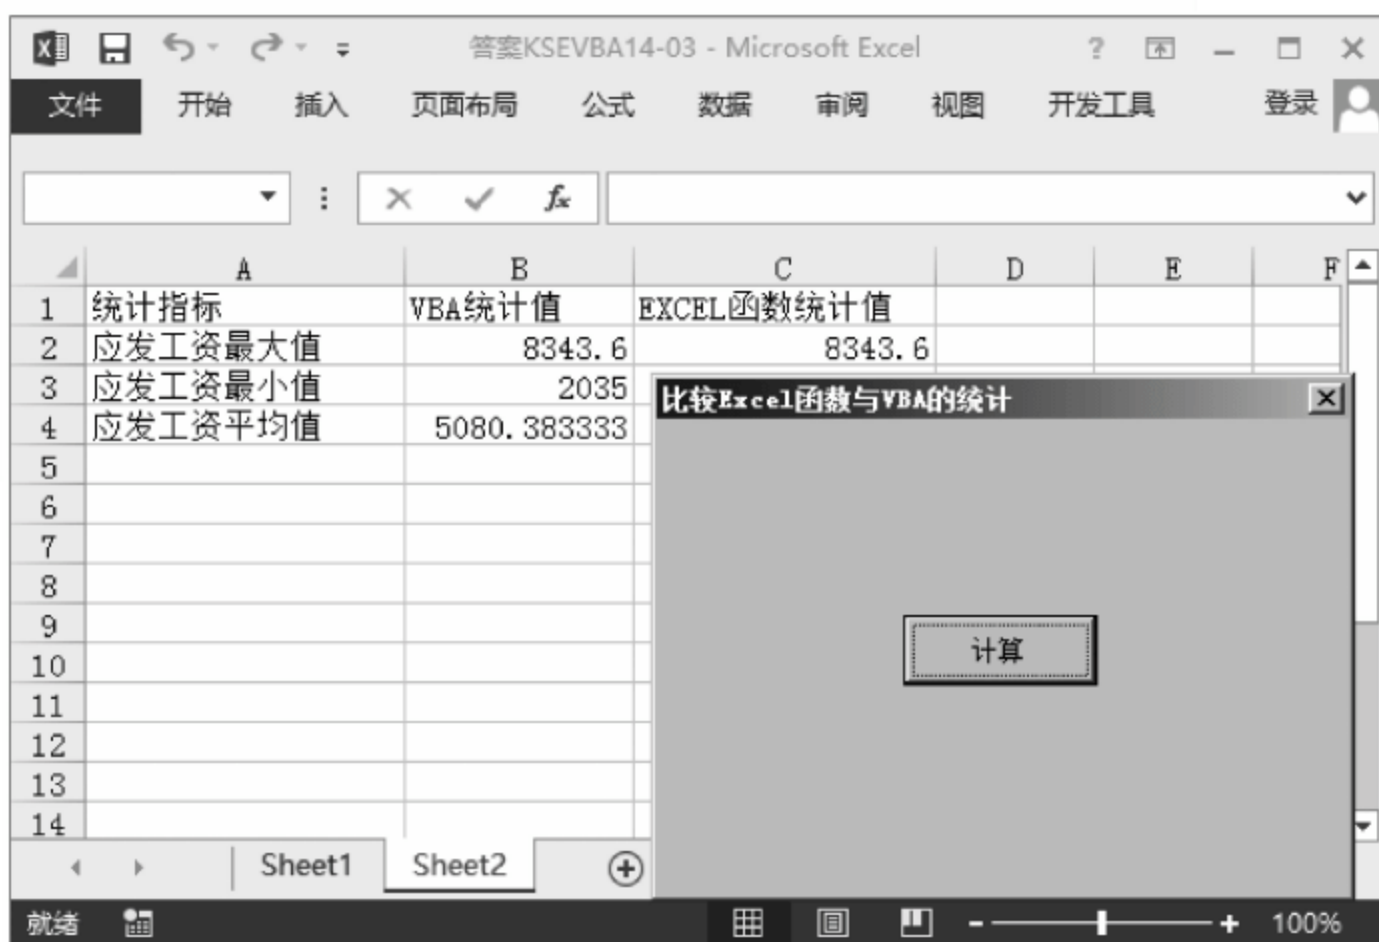 答案KSEVBA14-03 - Microsoft Excel ?
文件 开始 插入 页面布局 公式 数据 审阅 视图 开发工具 登录
fx
A B C D E F
1 统计指标 VBA统计值 EXCEL函数统计值
2 应发工资最大值 8343.6 8343.6
3 应发工资最小值 2035
4 应发工资平均值 5080.383333
比较Excel函数与VBA的统计
5
6
7
8
9
计算
10
11
12
13
14
Sheet1 Sheet2
就绪 100%